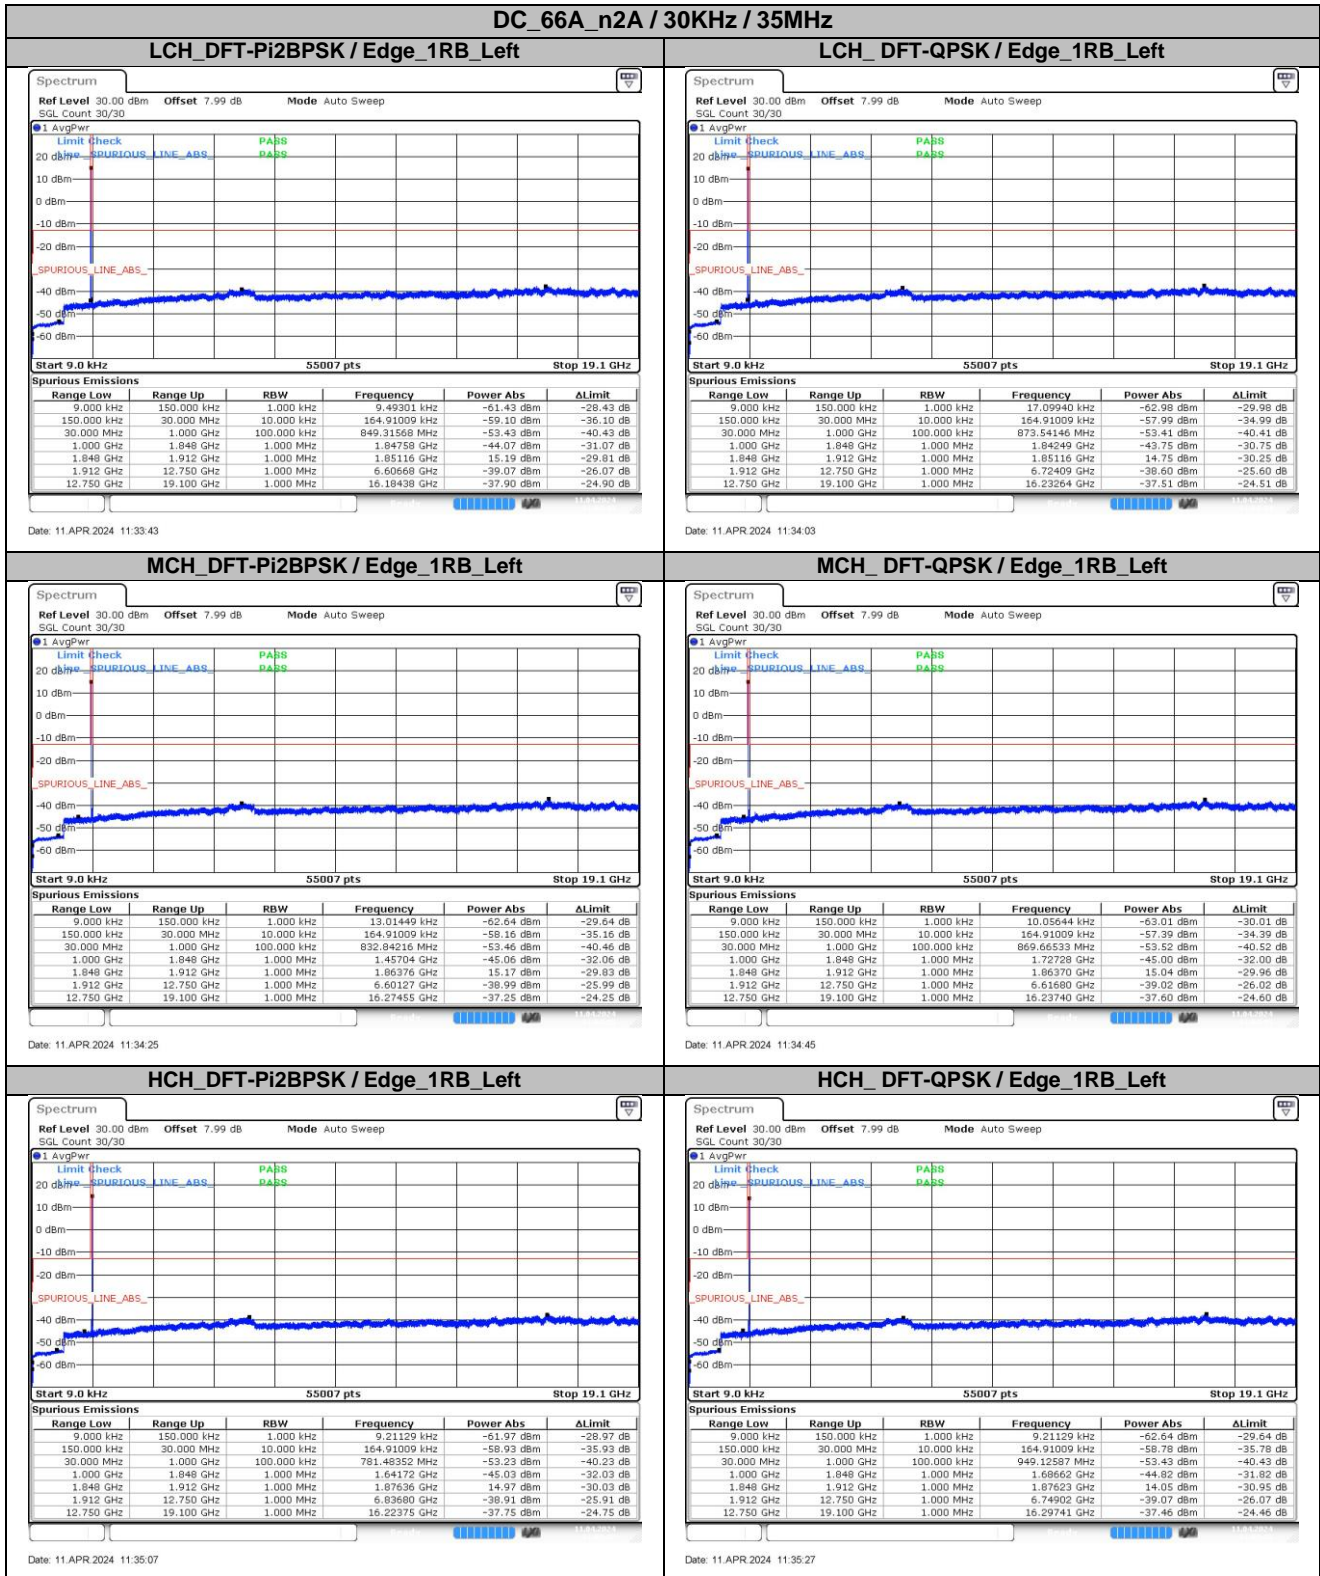 DC_66A_n2A / 30KHz / 35MHz
LCH_DFT-Pi2BPSK / Edge_1RB_Left
Spectrum
Ref Level 30.00 dBm Offset 7.99 dB Mode Auto Sweep
SGL Count 30/30
1 AvgPwr
Limit Check PASS
Line _SPURIOUS_LINE_ABS_ PASS
20 dBm
10 dBm
0 dBm
-10 dBm
-20 dBm
_SPURIOUS_LINE_ABS_
-40 dBm
-50 dBm
-60 dBm
Start 9.0 kHz 55007 pts Stop 19.1 GHz
Spurious Emissions
Range Low Range Up RBW Frequency Power Abs ΔLimit
9.000 kHz 150.000 kHz 1.000 kHz 9.49301 kHz -61.43 dBm -28.43 dB
150.000 kHz 30.000 MHz 10.000 kHz 164.91009 kHz -59.10 dBm -36.10 dB
30.000 MHz 1.000 GHz 100.000 kHz 849.31568 MHz -53.43 dBm -40.43 dB
1.000 GHz 1.848 GHz 1.000 MHz 1.84758 GHz -44.07 dBm -31.07 dB
1.848 GHz 1.912 GHz 1.000 MHz 1.85116 GHz 15.19 dBm -29.81 dB
1.912 GHz 12.750 GHz 1.000 MHz 6.60668 GHz -39.07 dBm -26.07 dB
12.750 GHz 19.100 GHz 1.000 MHz 16.18438 GHz -37.90 dBm -24.90 dB
Date: 11.APR.2024 11:33:43
LCH_ DFT-QPSK / Edge_1RB_Left
Spectrum
Ref Level 30.00 dBm Offset 7.99 dB Mode Auto Sweep
SGL Count 30/30
1 AvgPwr
Limit Check PASS
Line _SPURIOUS_LINE_ABS_ PASS
20 dBm
10 dBm
0 dBm
-10 dBm
-20 dBm
_SPURIOUS_LINE_ABS_
-40 dBm
-50 dBm
-60 dBm
Start 9.0 kHz 55007 pts Stop 19.1 GHz
Spurious Emissions
Range Low Range Up RBW Frequency Power Abs ΔLimit
9.000 kHz 150.000 kHz 1.000 kHz 17.09940 kHz -62.98 dBm -29.98 dB
150.000 kHz 30.000 MHz 10.000 kHz 164.91009 kHz -57.99 dBm -34.99 dB
30.000 MHz 1.000 GHz 100.000 kHz 873.54146 MHz -53.41 dBm -40.41 dB
1.000 GHz 1.848 GHz 1.000 MHz 1.84249 GHz -43.75 dBm -30.75 dB
1.848 GHz 1.912 GHz 1.000 MHz 1.85116 GHz 14.75 dBm -30.25 dB
1.912 GHz 12.750 GHz 1.000 MHz 6.72409 GHz -38.60 dBm -25.60 dB
12.750 GHz 19.100 GHz 1.000 MHz 16.23264 GHz -37.51 dBm -24.51 dB
Date: 11.APR.2024 11:34:03
MCH_DFT-Pi2BPSK / Edge_1RB_Left
Spectrum
Ref Level 30.00 dBm Offset 7.99 dB Mode Auto Sweep
SGL Count 30/30
1 AvgPwr
Limit Check PASS
Line _SPURIOUS_LINE_ABS_ PASS
20 dBm
10 dBm
0 dBm
-10 dBm
-20 dBm
_SPURIOUS_LINE_ABS_
-40 dBm
-50 dBm
-60 dBm
Start 9.0 kHz 55007 pts Stop 19.1 GHz
Spurious Emissions
Range Low Range Up RBW Frequency Power Abs ΔLimit
9.000 kHz 150.000 kHz 1.000 kHz 13.01449 kHz -62.64 dBm -29.64 dB
150.000 kHz 30.000 MHz 10.000 kHz 164.91009 kHz -58.16 dBm -35.16 dB
30.000 MHz 1.000 GHz 100.000 kHz 832.84216 MHz -53.46 dBm -40.46 dB
1.000 GHz 1.848 GHz 1.000 MHz 1.45704 GHz -45.06 dBm -32.06 dB
1.848 GHz 1.912 GHz 1.000 MHz 1.86376 GHz 15.17 dBm -29.83 dB
1.912 GHz 12.750 GHz 1.000 MHz 6.60127 GHz -38.99 dBm -25.99 dB
12.750 GHz 19.100 GHz 1.000 MHz 16.27455 GHz -37.25 dBm -24.25 dB
Date: 11.APR.2024 11:34:25
MCH_ DFT-QPSK / Edge_1RB_Left
Spectrum
Ref Level 30.00 dBm Offset 7.99 dB Mode Auto Sweep
SGL Count 30/30
1 AvgPwr
Limit Check PASS
Line _SPURIOUS_LINE_ABS_ PASS
20 dBm
10 dBm
0 dBm
-10 dBm
-20 dBm
_SPURIOUS_LINE_ABS_
-40 dBm
-50 dBm
-60 dBm
Start 9.0 kHz 55007 pts Stop 19.1 GHz
Spurious Emissions
Range Low Range Up RBW Frequency Power Abs ΔLimit
9.000 kHz 150.000 kHz 1.000 kHz 10.05644 kHz -63.01 dBm -30.01 dB
150.000 kHz 30.000 MHz 10.000 kHz 164.91009 kHz -57.39 dBm -34.39 dB
30.000 MHz 1.000 GHz 100.000 kHz 869.66533 MHz -53.52 dBm -40.52 dB
1.000 GHz 1.848 GHz 1.000 MHz 1.72728 GHz -45.00 dBm -32.00 dB
1.848 GHz 1.912 GHz 1.000 MHz 1.86370 GHz 15.04 dBm -29.96 dB
1.912 GHz 12.750 GHz 1.000 MHz 6.61680 GHz -39.02 dBm -26.02 dB
12.750 GHz 19.100 GHz 1.000 MHz 16.23740 GHz -37.60 dBm -24.60 dB
Date: 11.APR.2024 11:34:45
HCH_DFT-Pi2BPSK / Edge_1RB_Left
Spectrum
Ref Level 30.00 dBm Offset 7.99 dB Mode Auto Sweep
SGL Count 30/30
1 AvgPwr
Limit Check PASS
Line _SPURIOUS_LINE_ABS_ PASS
20 dBm
10 dBm
0 dBm
-10 dBm
-20 dBm
_SPURIOUS_LINE_ABS_
-40 dBm
-50 dBm
-60 dBm
Start 9.0 kHz 55007 pts Stop 19.1 GHz
Spurious Emissions
Range Low Range Up RBW Frequency Power Abs ΔLimit
9.000 kHz 150.000 kHz 1.000 kHz 9.21129 kHz -61.97 dBm -28.97 dB
150.000 kHz 30.000 MHz 10.000 kHz 164.91009 kHz -58.93 dBm -35.93 dB
30.000 MHz 1.000 GHz 100.000 kHz 781.48352 MHz -53.23 dBm -40.23 dB
1.000 GHz 1.848 GHz 1.000 MHz 1.64172 GHz -45.03 dBm -32.03 dB
1.848 GHz 1.912 GHz 1.000 MHz 1.87636 GHz 14.97 dBm -30.03 dB
1.912 GHz 12.750 GHz 1.000 MHz 6.83680 GHz -38.91 dBm -25.91 dB
12.750 GHz 19.100 GHz 1.000 MHz 16.22375 GHz -37.75 dBm -24.75 dB
Date: 11.APR.2024 11:35:07
HCH_ DFT-QPSK / Edge_1RB_Left
Spectrum
Ref Level 30.00 dBm Offset 7.99 dB Mode Auto Sweep
SGL Count 30/30
1 AvgPwr
Limit Check PASS
Line _SPURIOUS_LINE_ABS_ PASS
20 dBm
10 dBm
0 dBm
-10 dBm
-20 dBm
_SPURIOUS_LINE_ABS_
-40 dBm
-50 dBm
-60 dBm
Start 9.0 kHz 55007 pts Stop 19.1 GHz
Spurious Emissions
Range Low Range Up RBW Frequency Power Abs ΔLimit
9.000 kHz 150.000 kHz 1.000 kHz 9.21129 kHz -62.64 dBm -29.64 dB
150.000 kHz 30.000 MHz 10.000 kHz 164.91009 kHz -58.78 dBm -35.78 dB
30.000 MHz 1.000 GHz 100.000 kHz 949.12587 MHz -53.43 dBm -40.43 dB
1.000 GHz 1.848 GHz 1.000 MHz 1.68662 GHz -44.82 dBm -31.82 dB
1.848 GHz 1.912 GHz 1.000 MHz 1.87623 GHz 14.05 dBm -30.95 dB
1.912 GHz 12.750 GHz 1.000 MHz 6.74902 GHz -39.07 dBm -26.07 dB
12.750 GHz 19.100 GHz 1.000 MHz 16.29741 GHz -37.46 dBm -24.46 dB
Date: 11.APR.2024 11:35:27